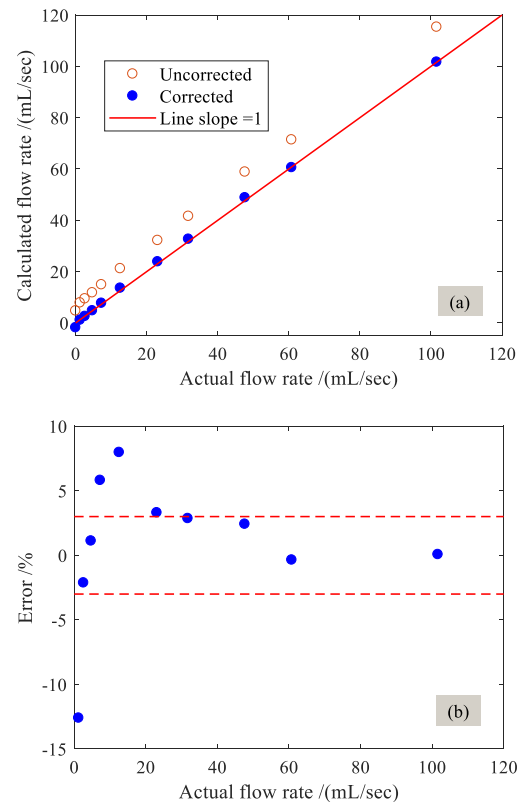 120
100
80
60
40
20
0
Calculated flow rate /(mL/sec)
Uncorrected
Corrected
Line slope =1
(a)
0 20 40 60 80 100 120
Actual flow rate /(mL/sec)
10
5
0
-5
-10
-15
Error /%
(b)
0 20 40 60 80 100 120
Actual flow rate /(mL/sec)